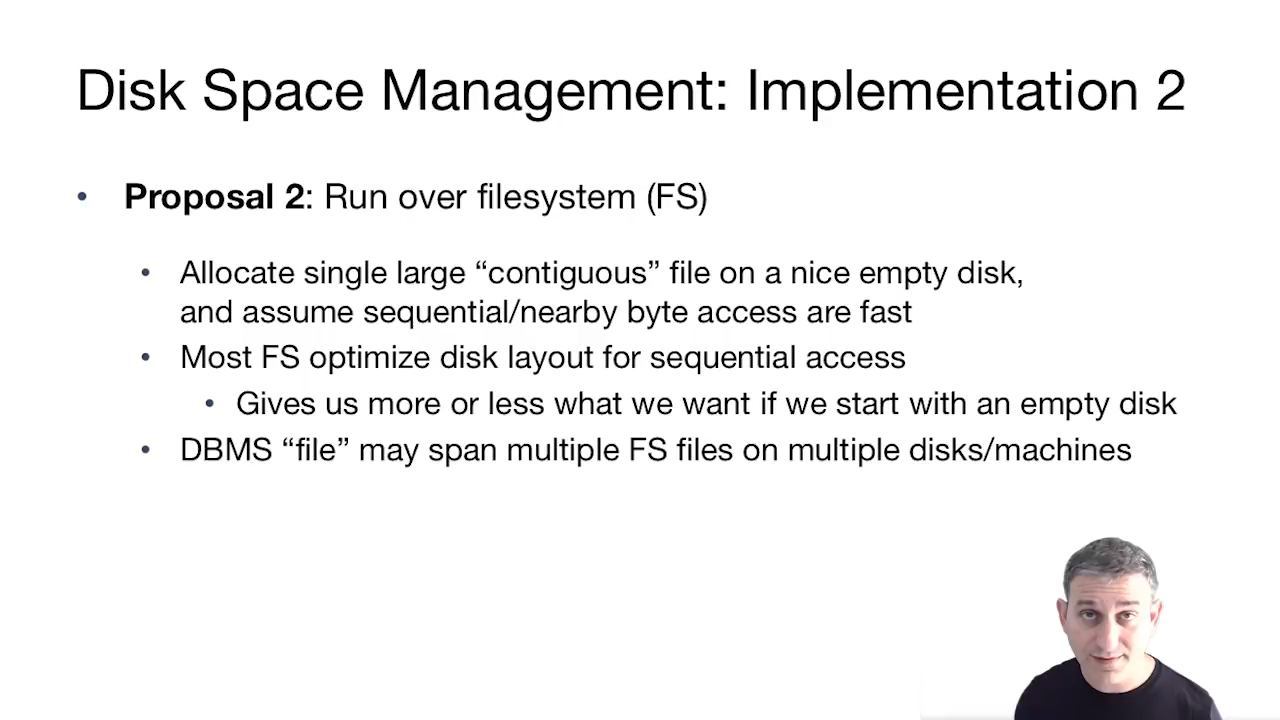 Disk Space Management: Implementation 2
• Proposal 2: Run over filesystem (FS)
• Allocate single large “contiguous” file on a nice empty disk,
and assume sequential/nearby byte access are fast
• Most FS optimize disk layout for sequential access
• Gives us more or less what we want if we start with an empty disk
• DBMS “file” may span multiple FS files on multiple disks/machines